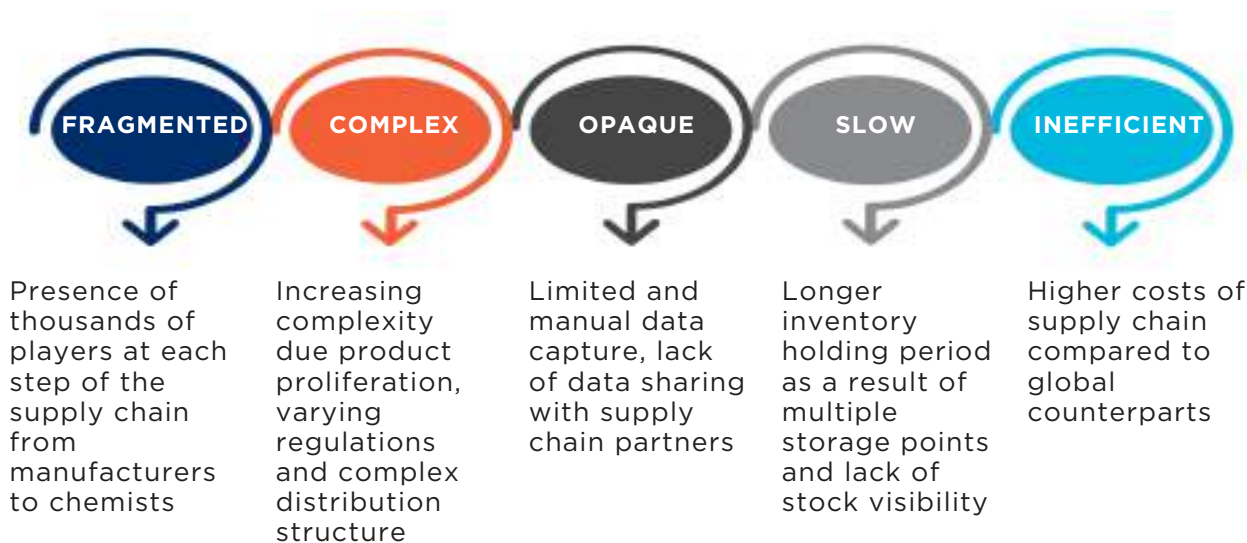 FRAGMENTED
COMPLEX
OPAQUE
SLOW
INEFFICIENT
Presence of
thousands of
players at each
step of the
supply chain
from
manufacturers
to chemists
Increasing
complexity
due product
proliferation,
varying
regulations
and complex
distribution
structure
Limited and
manual data
capture, lack
of data sharing
with supply
chain partners
Longer
inventory
holding period
as a result of
multiple
storage points
and lack of
stock visibility
Higher costs of
supply chain
compared to
global
counterparts